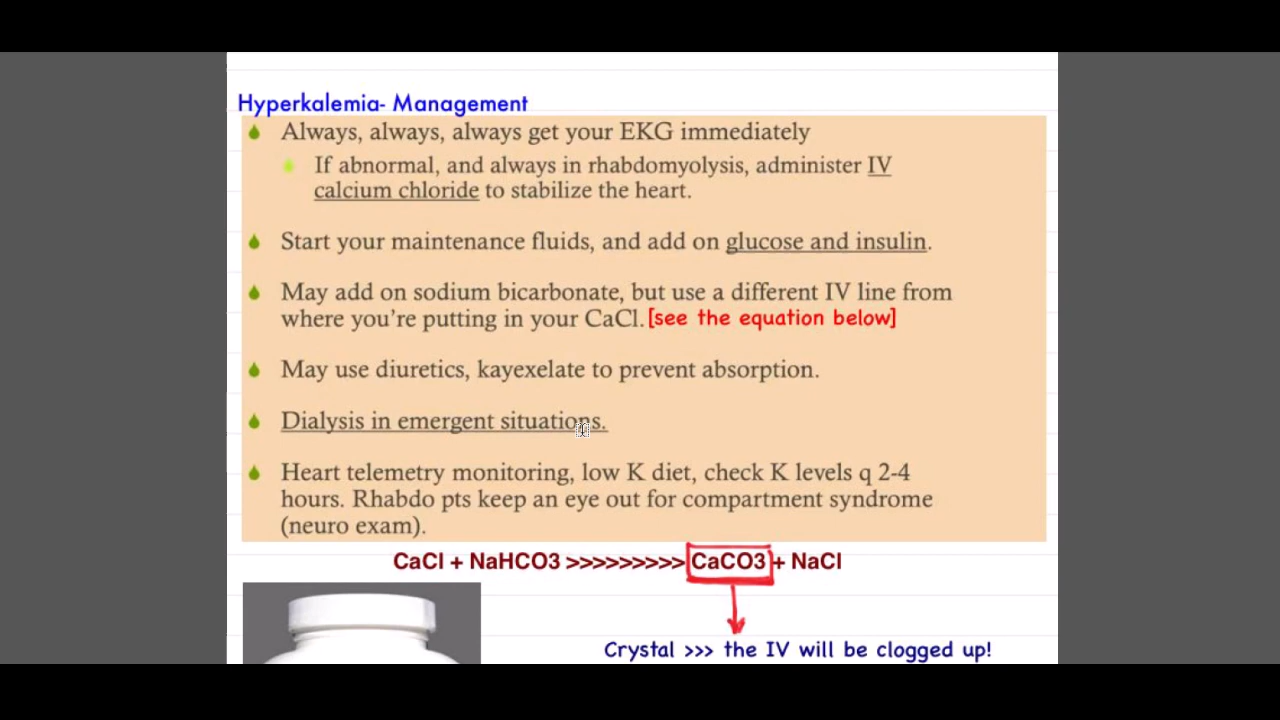 Hyperkalemia- Management
Always, always, always get your EKG immediately
If abnormal, and always in rhabdomyolysis, administer IV
calcium chloride to stabilize the heart.
Start your maintenance fluids, and add on glucose and insulin.
May add on sodium bicarbonate, but use a different IV line from
where you're putting in your CaCl. [see the equation below]
May use diuretics, kayexelate to prevent absorption.
Dialysis in emergent situations.
Heart telemetry monitoring, low K diet, check K levels q 2-4
hours. Rhabdo pts keep an eye out for compartment syndrome
(neuro exam).
CaCl + NaHCO3 >>>>>>>>> CaCO3 + NaCl
Crystal >>> the IV will be clogged up!